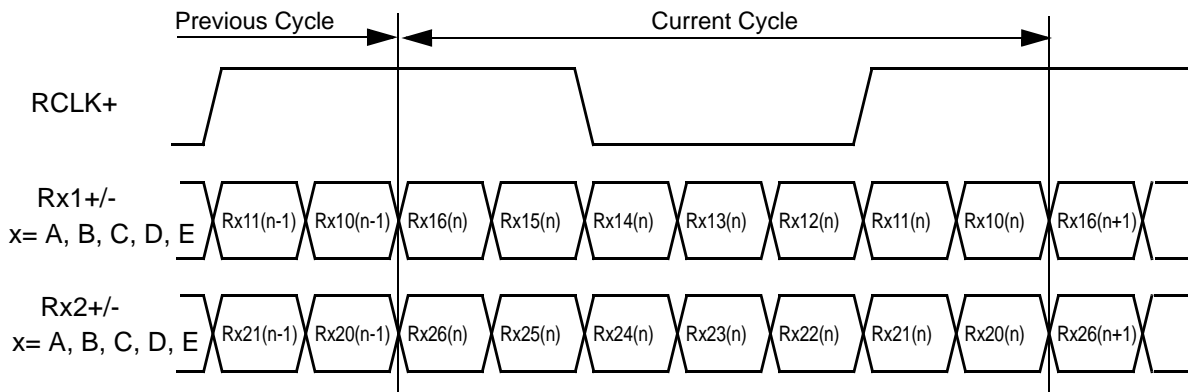 Previous Cycle Current Cycle
RCLK+
Rx1+/-
x= A, B, C, D, E
Rx11(n-1) Rx10(n-1) Rx16(n) Rx15(n) Rx14(n) Rx13(n) Rx12(n) Rx11(n) Rx10(n) Rx16(n+1)
Rx2+/-
x= A, B, C, D, E
Rx21(n-1) Rx20(n-1) Rx26(n) Rx25(n) Rx24(n) Rx23(n) Rx22(n) Rx21(n) Rx20(n) Rx26(n+1)